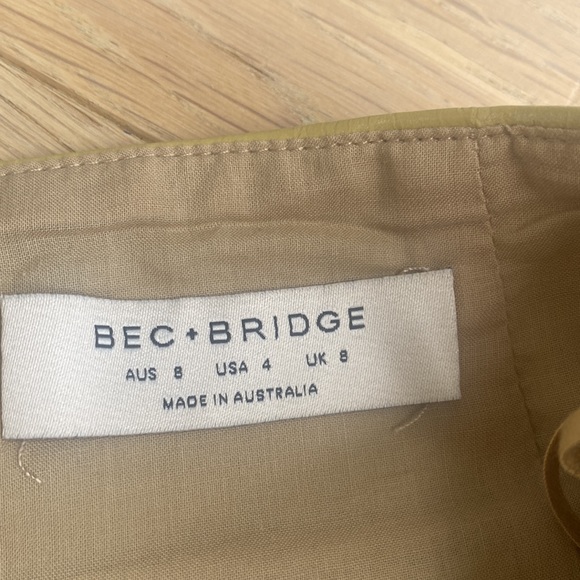 BEC+BRIDGE
AUS 8 USA 4 UK 8
MADE IN AUSTRALIA